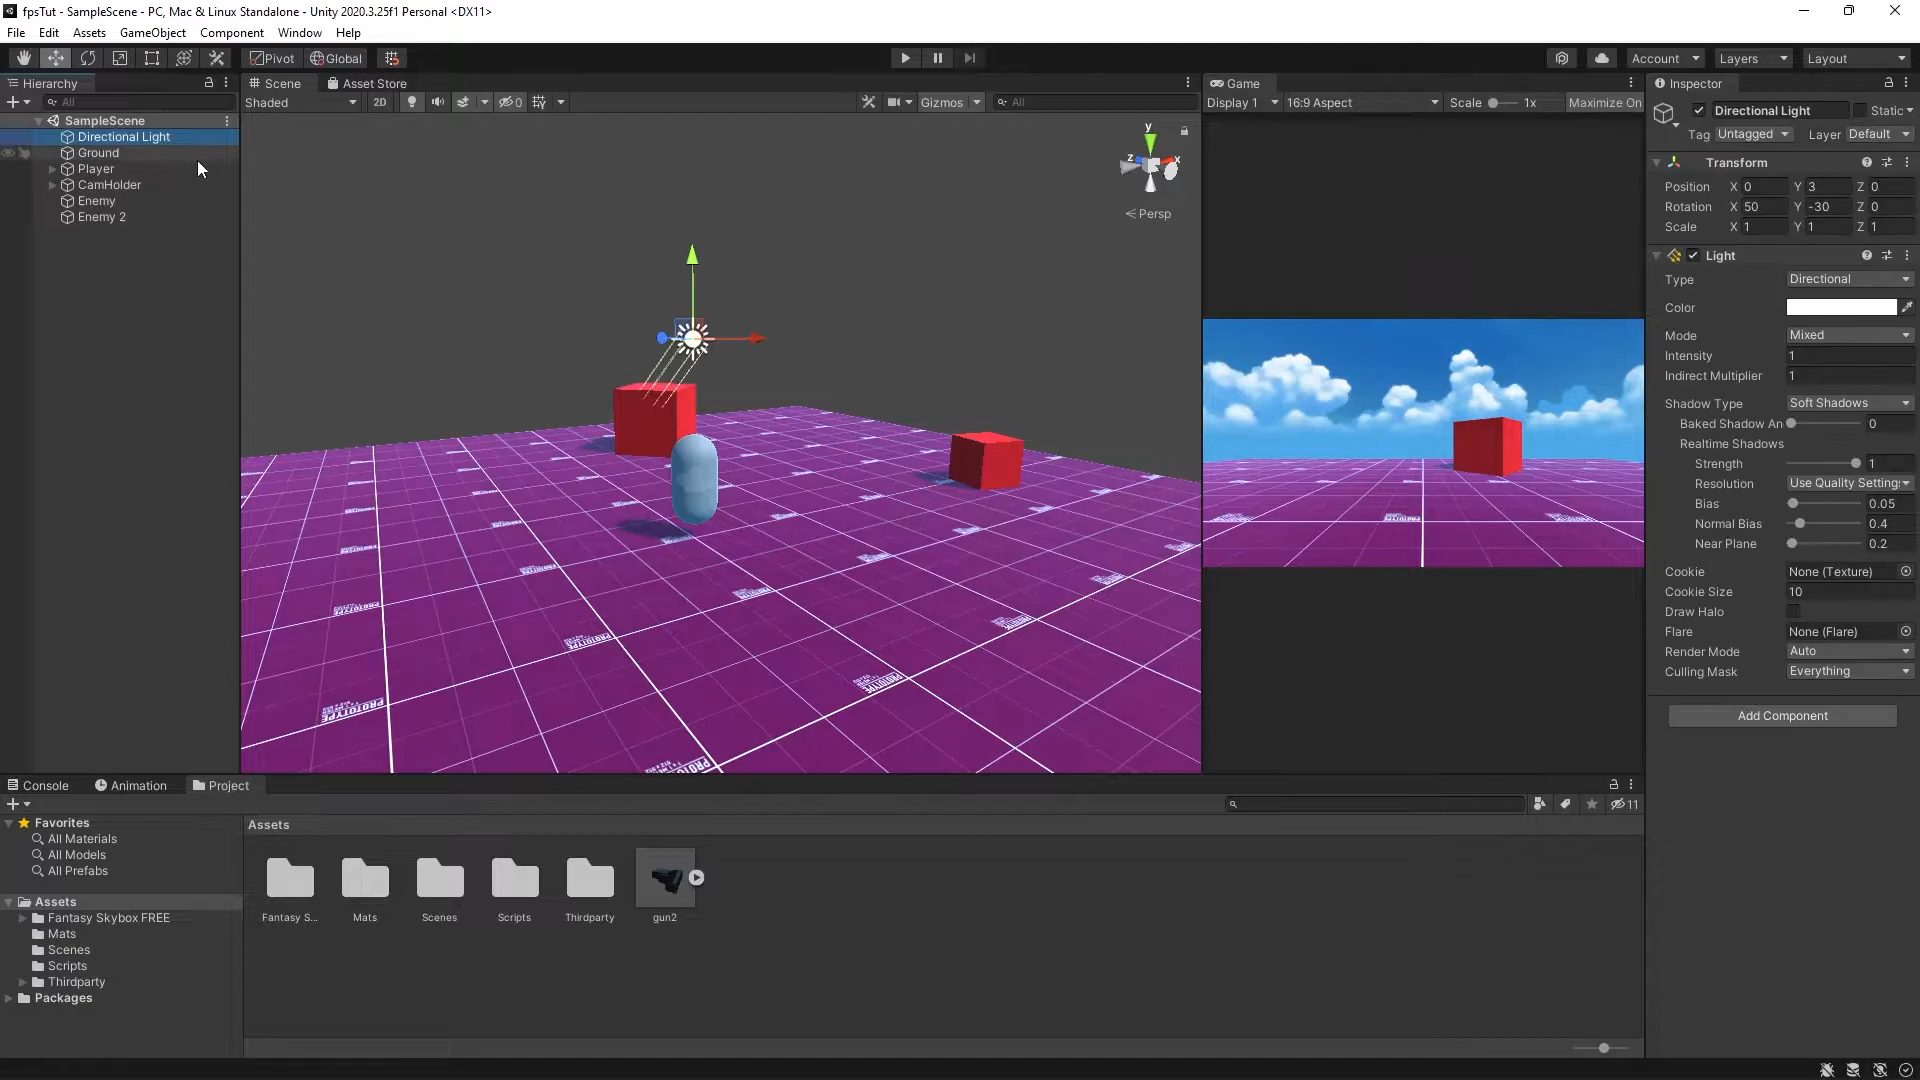 fpsTut - SampleScene - PC, Mac & Linux Standalone - Unity 2020.3.25f1 Personal <DX11>
File Edit Assets GameObject Component Window Help
Pivot Global Account Layers Layout
Hierarchy
All
SampleScene
Directional Light
Ground
Player
CamHolder
Enemy
Enemy 2
Scene Asset Store
Shaded 2D 0 Gizmos All
y
z x
Persp
PROTOTYPE
PROTOTYPE
PROTOTYPE
PROTOTYPE
Game
Display 1 16:9 Aspect Scale 1x Maximize On
Inspector
Directional Light Static
Tag Untagged Layer Default
Transform
Position X 0 Y 3 Z 0
Rotation X 50 Y -30 Z 0
Scale X 1 Y 1 Z 1
Light
Type Directional
Color
Mode Mixed
Intensity 1
Indirect Multiplier 1
Shadow Type Soft Shadows
Baked Shadow An 0
Realtime Shadows
Strength 1
Resolution Use Quality Settings
Bias 0.05
Normal Bias 0.4
Near Plane 0.2
Cookie None (Texture)
Cookie Size 10
Draw Halo
Flare None (Flare)
Render Mode Auto
Culling Mask Everything
Add Component
Console Animation Project
11
Favorites
All Materials
All Models
All Prefabs
Assets
Fantasy Skybox FREE
Mats
Scenes
Scripts
Thirdparty
Packages
Assets
Fantasy S... Mats Scenes Scripts Thirdparty gun2